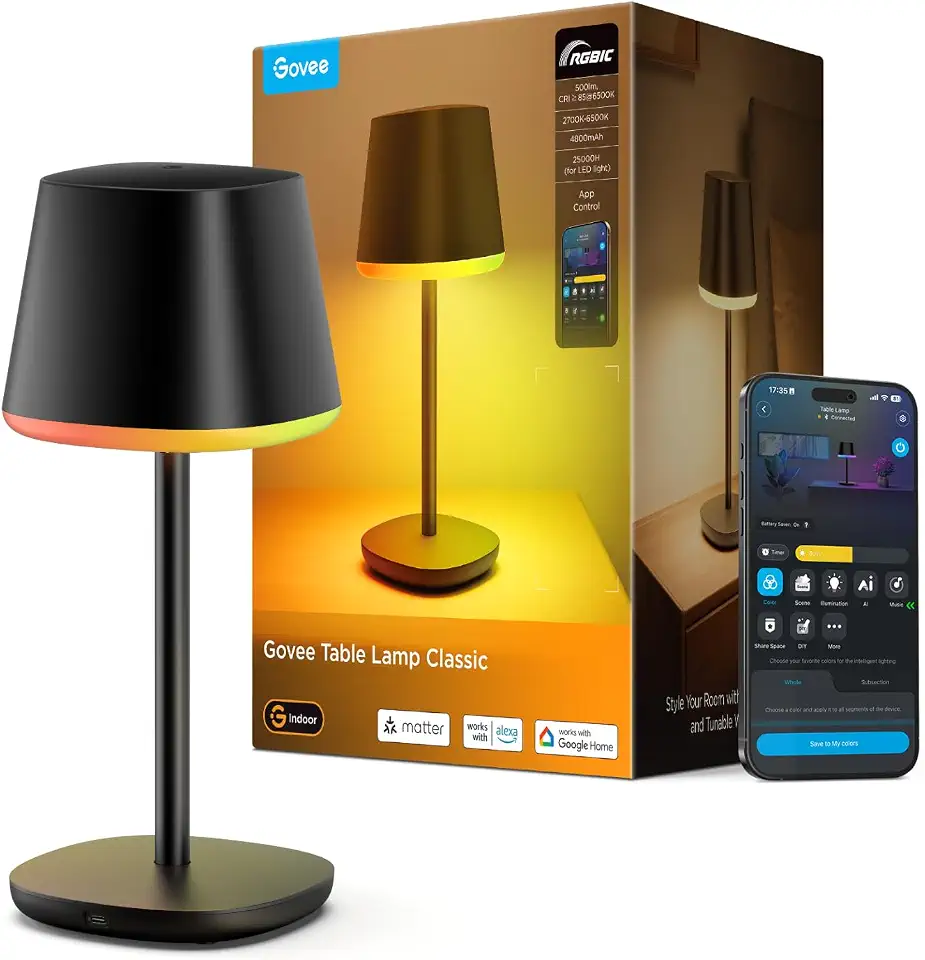 Govee
RGBIC
500lm,
CRI ≥ 85@6500K
2700K-6500K
4800mAh
25000H
(for LED light)
App
Control
Govee Table Lamp Classic
Indoor
matter
works
with
alexa
works with
Google Home
Style Your Room with
and Tunable
17:35
Table Lamp
Connected
Battery Saver: On ?
Timer
Color
Scene
Illumination
AI
Music
Share Space
DIY
More
Choose your favorite colors for the intelligent lighting
Whole
Subsection
Choose a color and apply it to all segments of the device.
Save to My colors